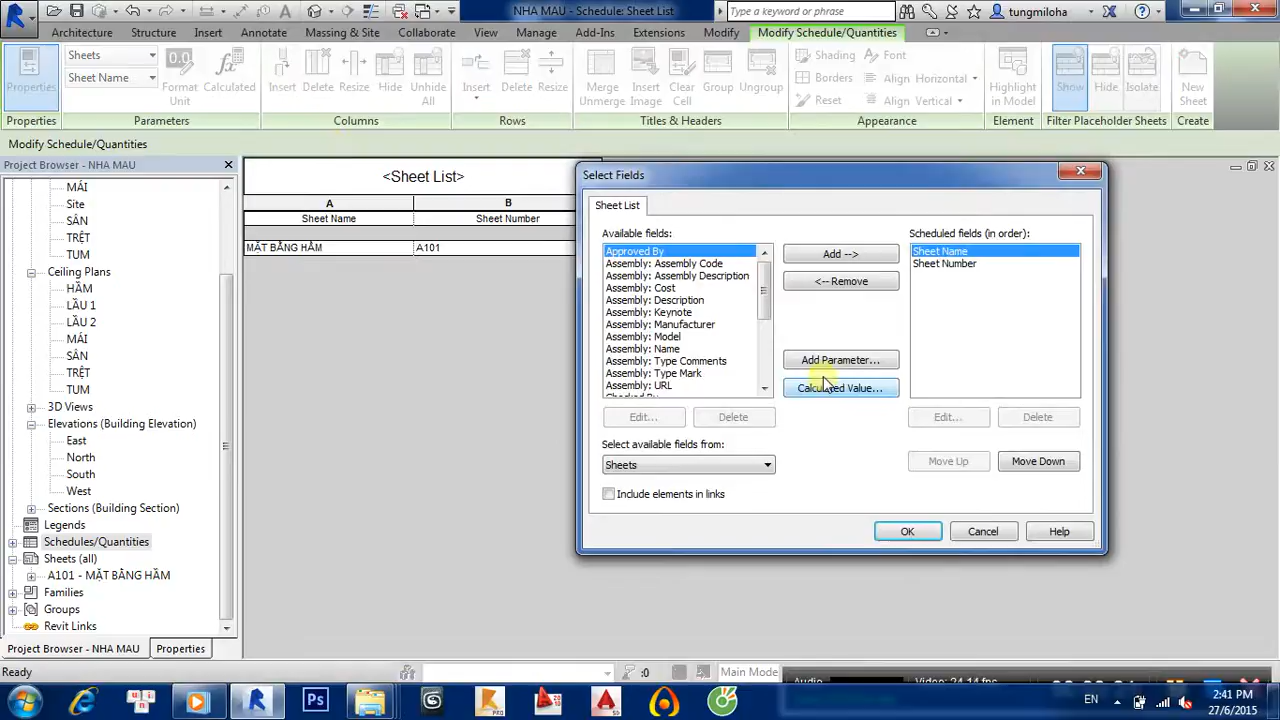 NHA MAU - Schedule: Sheet List
Type a keyword or phrase
tungmiloha
Architecture Structure Insert Annotate Massing & Site Collaborate View Manage Add-Ins Extensions Modify Modify Schedule/Quantities
Properties
Sheets
Sheet Name
0.0
Format Unit
Calculated
Insert
Delete
Resize
Hide
Unhide All
Insert
Delete
Resize
Merge Unmerge
Insert Image
Clear Cell
Group
Ungroup
Shading
Borders
Reset
Font
Align Horizontal
Align Vertical
Highlight in Model
Show
Hide
Isolate
New Sheet
Properties Parameters Columns Rows Titles & Headers Appearance Element Filter Placeholder Sheets Create
Modify Schedule/Quantities
Project Browser - NHA MAU
MÁI
Site
SÂN
TRỆT
TUM
Ceiling Plans
HẦM
LẦU 1
LẦU 2
MÁI
SÂN
TRỆT
TUM
3D Views
Elevations (Building Elevation)
East
North
South
West
Sections (Building Section)
Legends
Schedules/Quantities
Sheets (all)
A101 - MẶT BẰNG HẦM
Families
Groups
Revit Links
Project Browser - NHA MAU Properties
<Sheet List>
A B
Sheet Name Sheet Number
MẶT BẰNG HẦM A101
Select Fields
Sheet List
Available fields:
Approved By
Assembly: Assembly Code
Assembly: Assembly Description
Assembly: Cost
Assembly: Description
Assembly: Keynote
Assembly: Manufacturer
Assembly: Model
Assembly: Name
Assembly: Type Comments
Assembly: Type Mark
Assembly: URL
Checked By
Add -->
<-- Remove
Add Parameter...
Calculated Value...
Scheduled fields (in order):
Sheet Name
Sheet Number
Edit... Delete
Edit... Delete
Select available fields from:
Sheets
Move Up Move Down
Include elements in links
OK Cancel Help
Ready
:0
Main Mode
Audio
EN
2:41 PM
27/6/2015